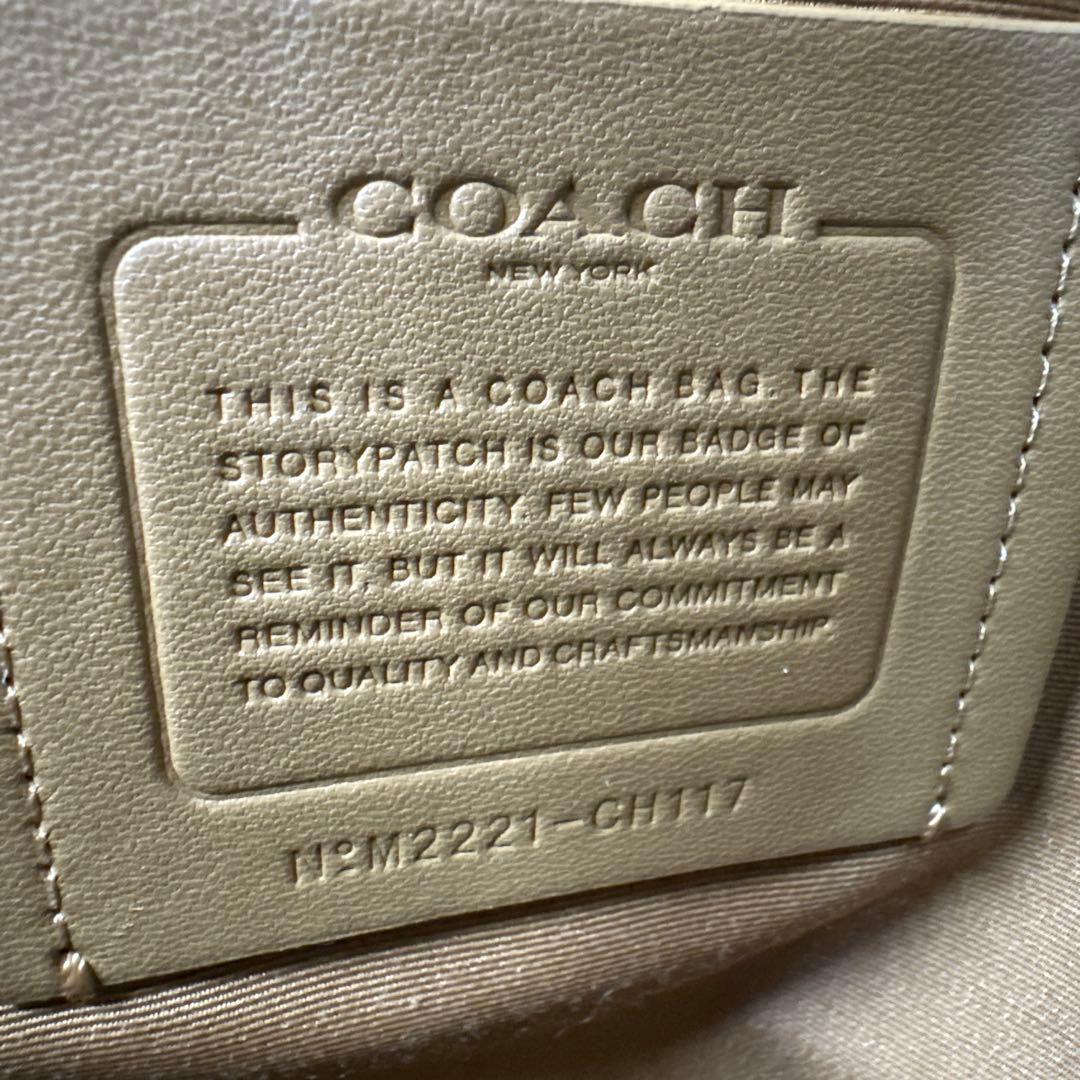 COACH
NEW YORK
THIS IS A COACH BAG. THE
STORYPATCH IS OUR BADGE OF
AUTHENTICITY. FEW PEOPLE MAY
SEE IT, BUT IT WILL ALWAYS BE A
REMINDER OF OUR COMMITMENT
TO QUALITY AND CRAFTSMANSHIP.
NºM2221-CH117